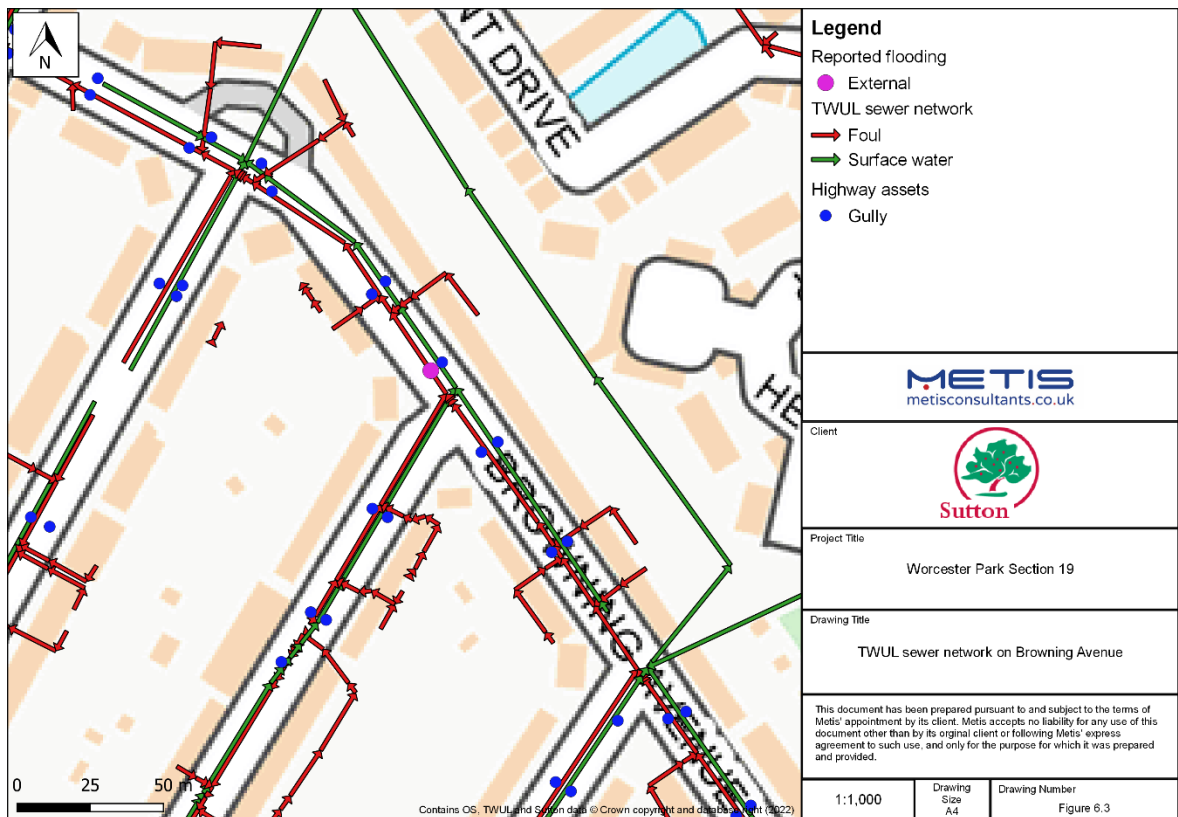 N
NT DRIVE
HE
BROWNING AVENUE
0 25 50 m
Contains OS, TWUL and Sutton data © Crown copyright and database right (2022)
Legend
Reported flooding
External
TWUL sewer network
Foul
Surface water
Highway assets
Gully
METIS
metisconsultants.co.uk
Client
Sutton
Project Title
Worcester Park Section 19
Drawing Title
TWUL sewer network on Browning Avenue
This document has been prepared pursuant to and subject to the terms of
Metis' appointment by its client. Metis accepts no liability for any use of this
document other than by its orginal client or following Metis' express
agreement to such use, and only for the purpose for which it was prepared
and provided.
1:1,000
Drawing
Size
A4
Drawing Number
Figure 6.3